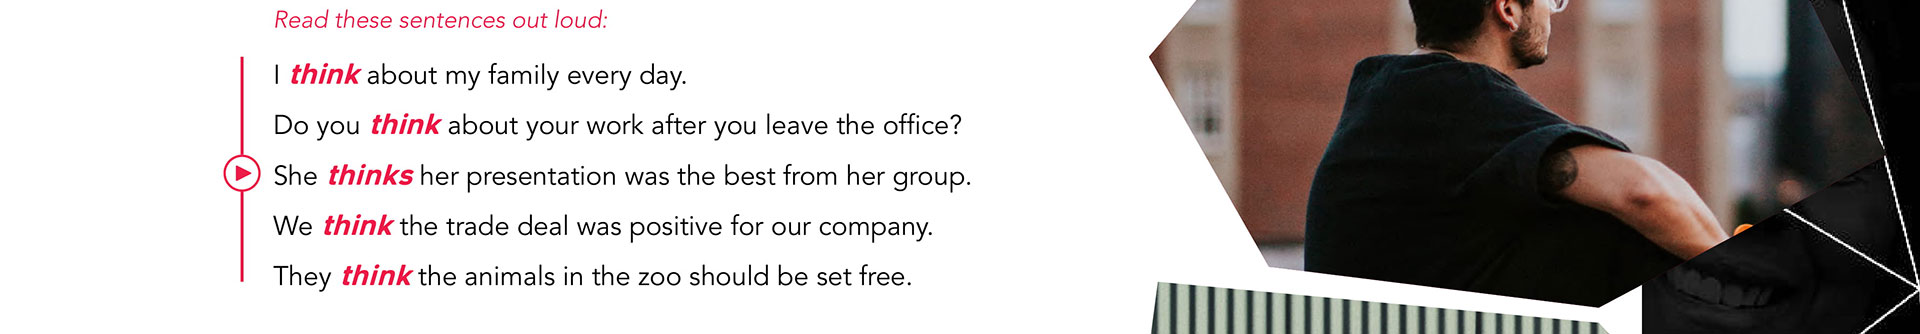 Read these sentences out loud:
I think about my family every day.
Do you think about your work after you leave the office?
She thinks her presentation was the best from her group.
We think the trade deal was positive for our company.
They think the animals in the zoo should be set free.